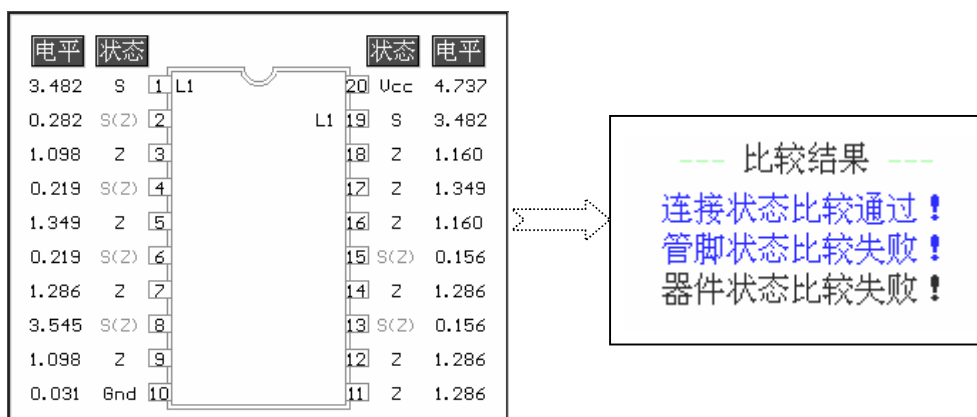 电平 状态 状态 电平
3.482 S 1 L1 20 Vcc 4.737
0.282 S(Z) 2 L1 19 S 3.482
1.098 Z 3 18 Z 1.160
0.219 S(Z) 4 17 Z 1.349
1.349 Z 5 16 Z 1.160
0.219 S(Z) 6 15 S(Z) 0.156
1.286 Z 7 14 Z 1.286
3.545 S(Z) 8 13 S(Z) 0.156
1.098 Z 9 12 Z 1.286
0.031 Gnd 10 11 Z 1.286
--- 比较结果 ---
连接状态比较通过!
管脚状态比较失败!
器件状态比较失败!